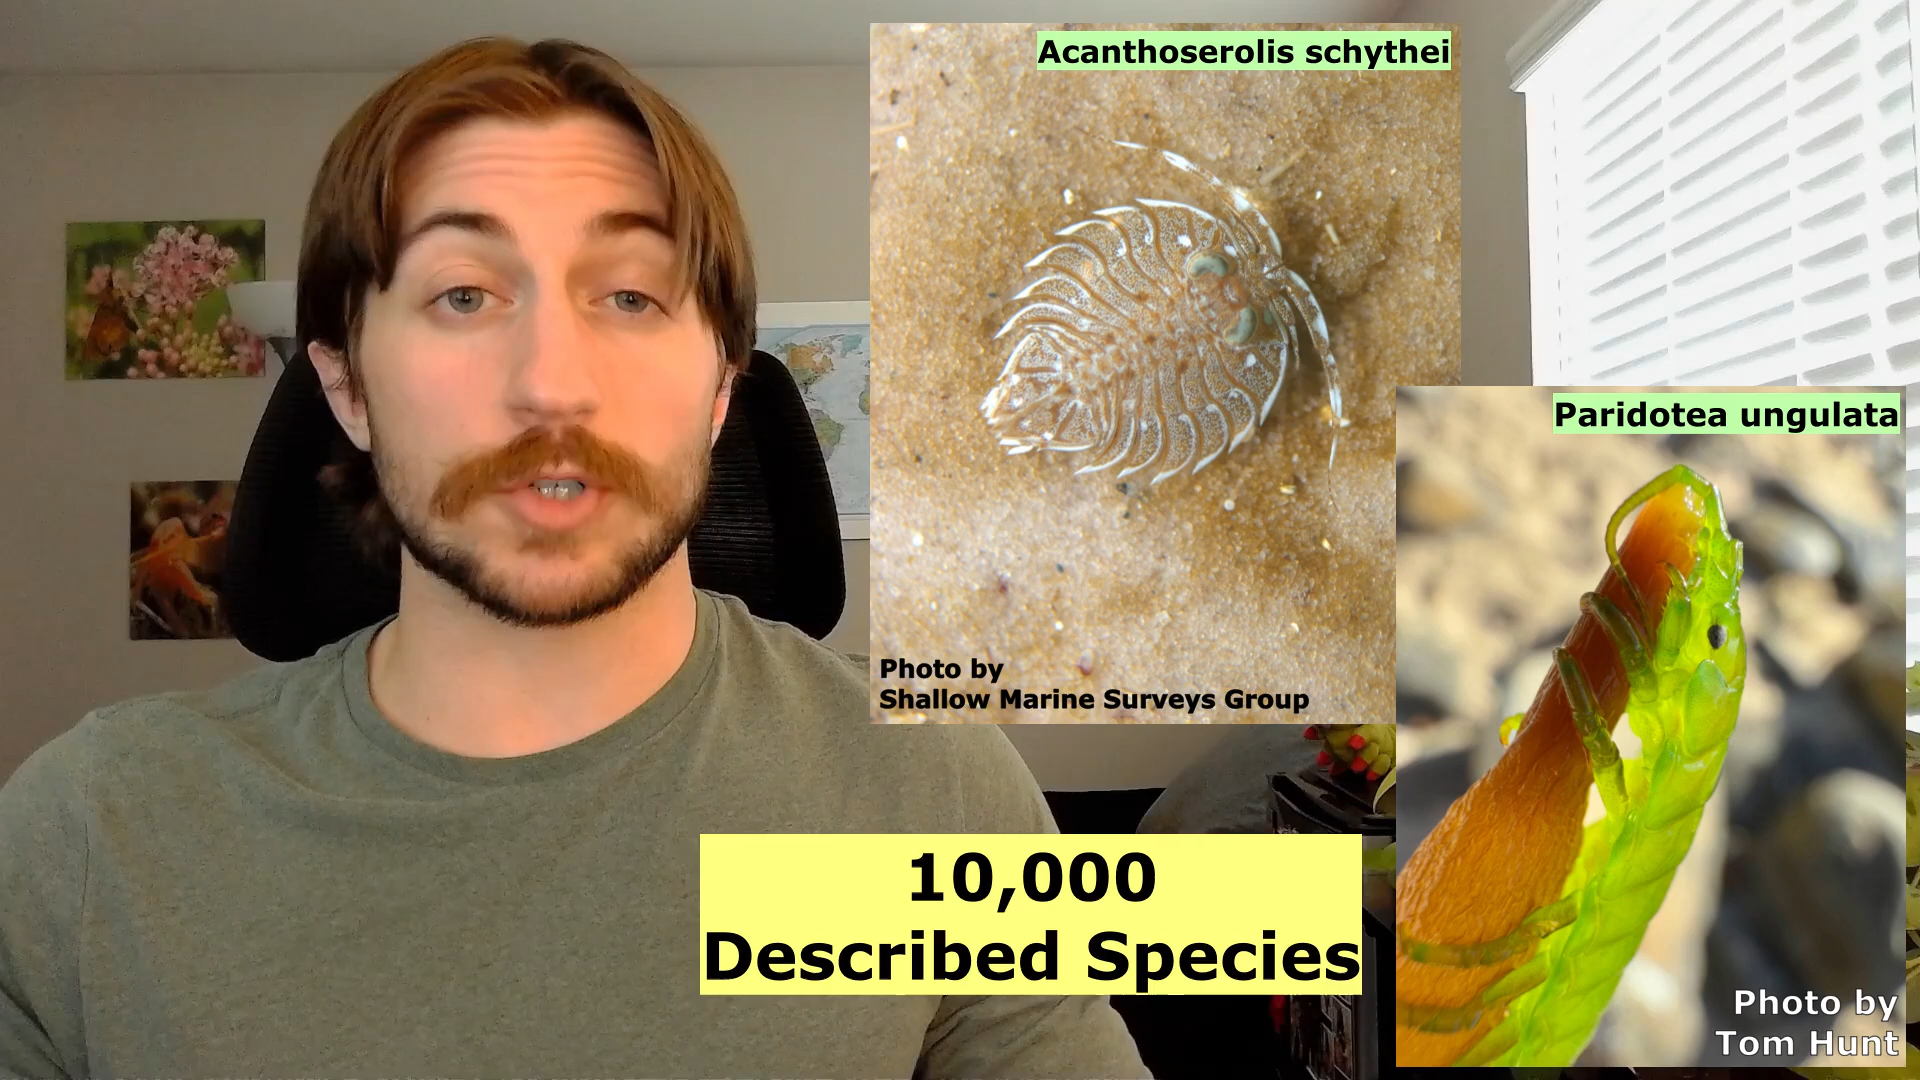 Acanthoserolis schythei
Paridotea ungulata
Photo by
Shallow Marine Surveys Group
10,000
Described Species
Photo by
Tom Hunt